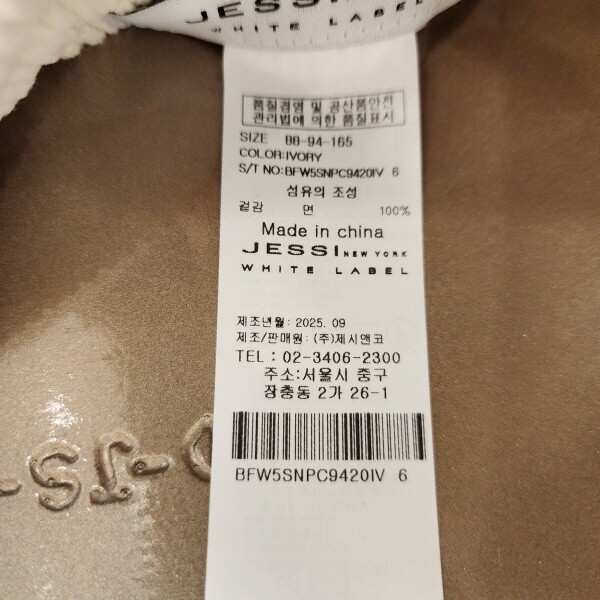 JESSI
WHITE LABEL
품질경영 및 공산품안전
관리법에 의한 품질표시
SIZE 88-94-165
COLOR:IVORY
S/T NO:BFW5SNPC9420IV 6
섬유의 조성
겉감 면 100%
Made in china
JESSI NEW YORK
WHITE LABEL
제조년월: 2025. 09
제조/판매원: (주)제시앤코
TEL : 02-3406-2300
주소:서울시 중구
장충동 2가 26-1
BFW5SNPC9420IV 6